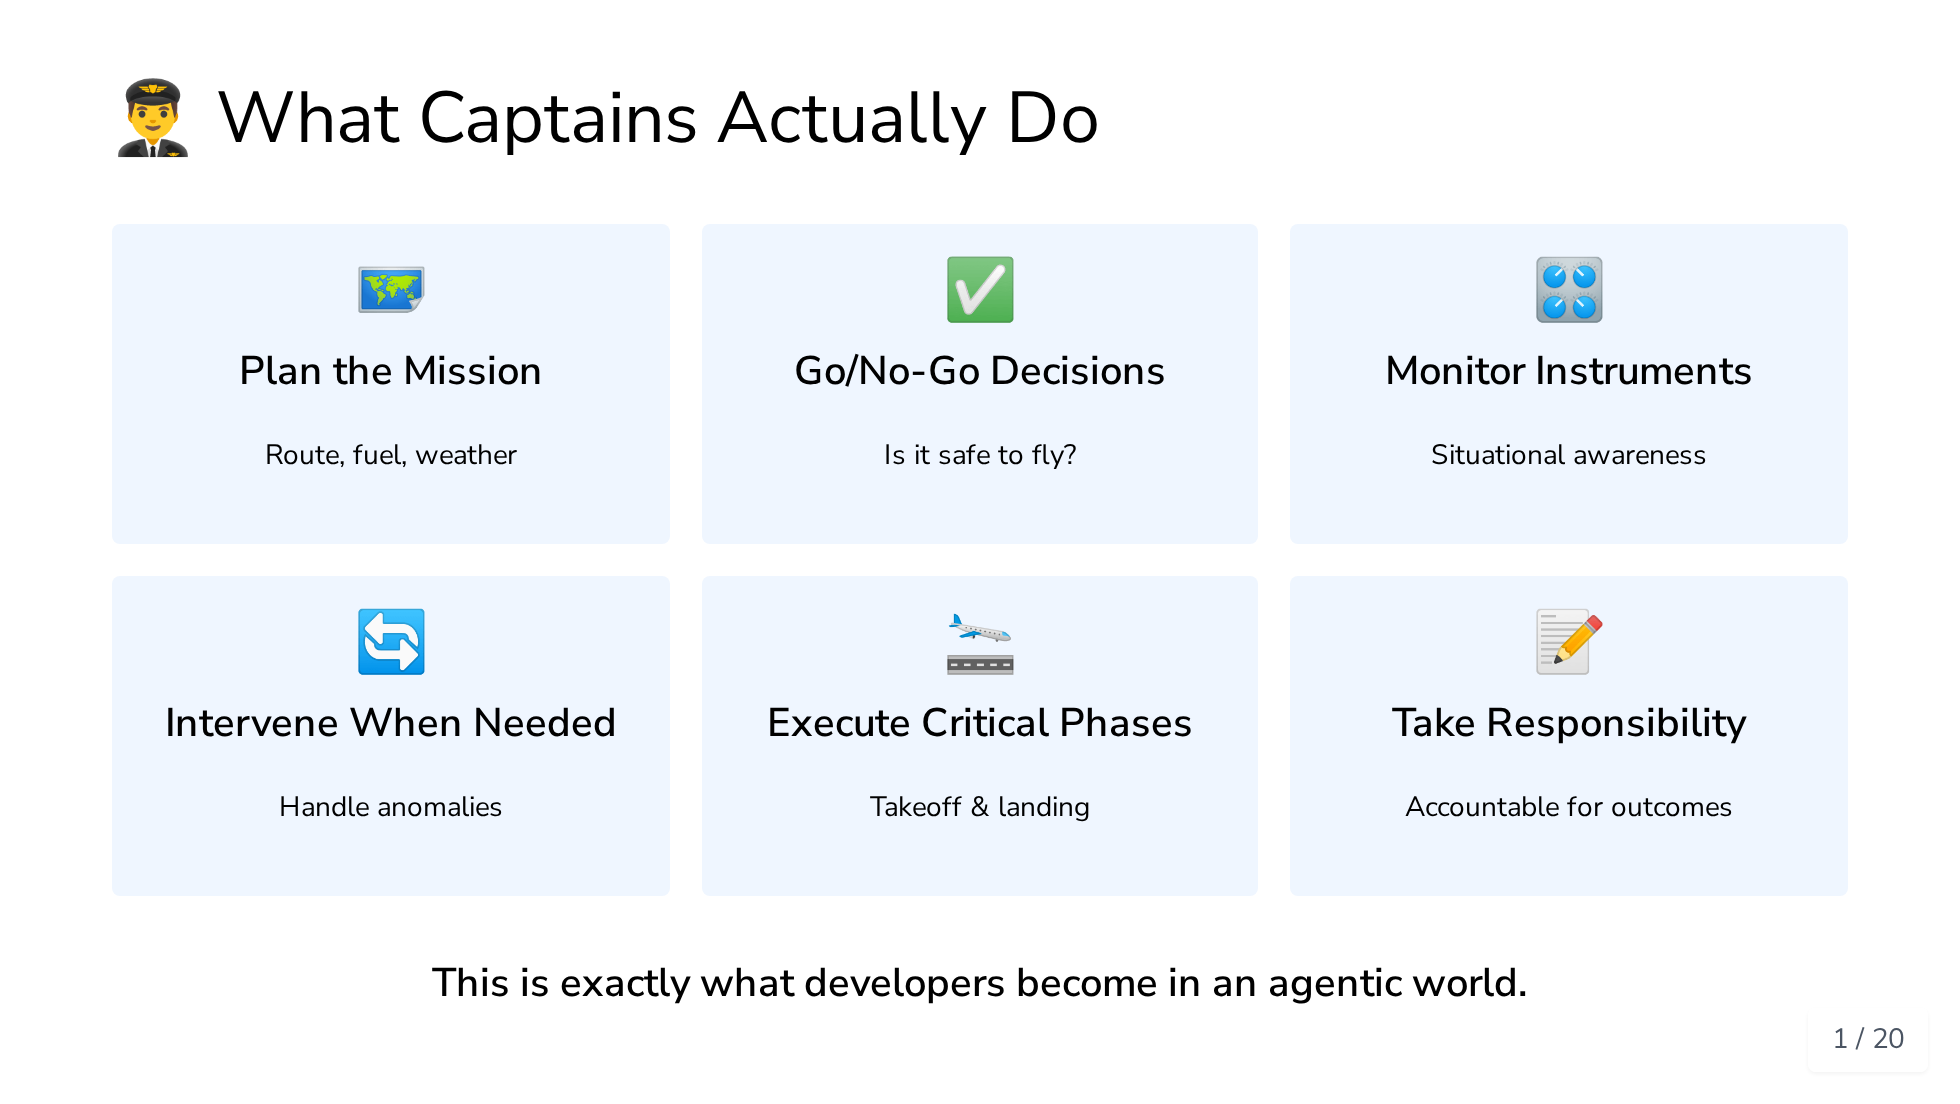 What Captains Actually Do
Plan the Mission
Route, fuel, weather
Go/No-Go Decisions
Is it safe to fly?
Monitor Instruments
Situational awareness
Intervene When Needed
Handle anomalies
Execute Critical Phases
Takeoff & landing
Take Responsibility
Accountable for outcomes
This is exactly what developers become in an agentic world.
1 / 20